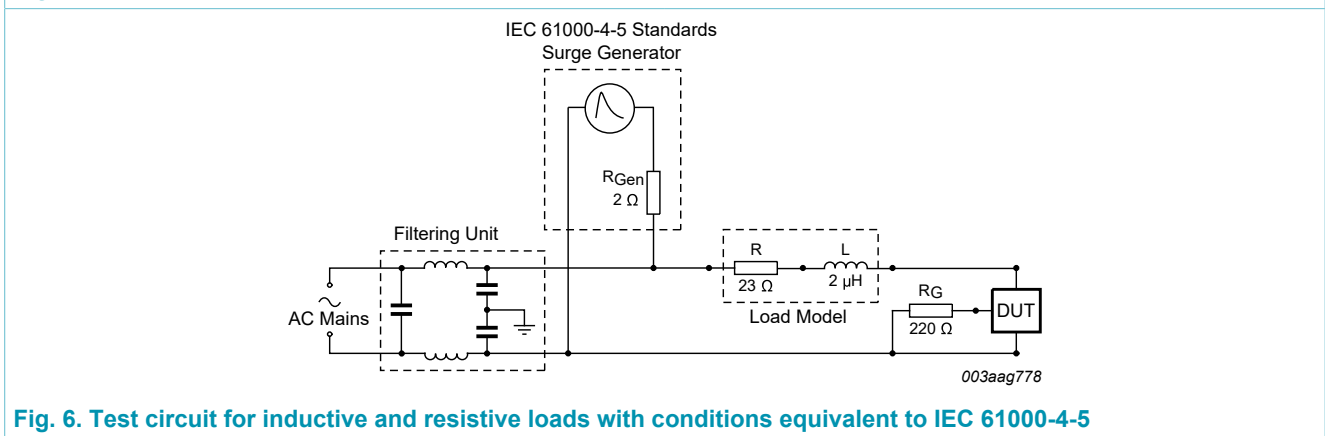 IEC 61000-4-5 Standards
Surge Generator
RGen
2 Ω
Filtering Unit
R
L
23 Ω
2 µH
RG
220 Ω
DUT
AC Mains
Load Model
003aag778
Fig. 6. Test circuit for inductive and resistive loads with conditions equivalent to IEC 61000-4-5